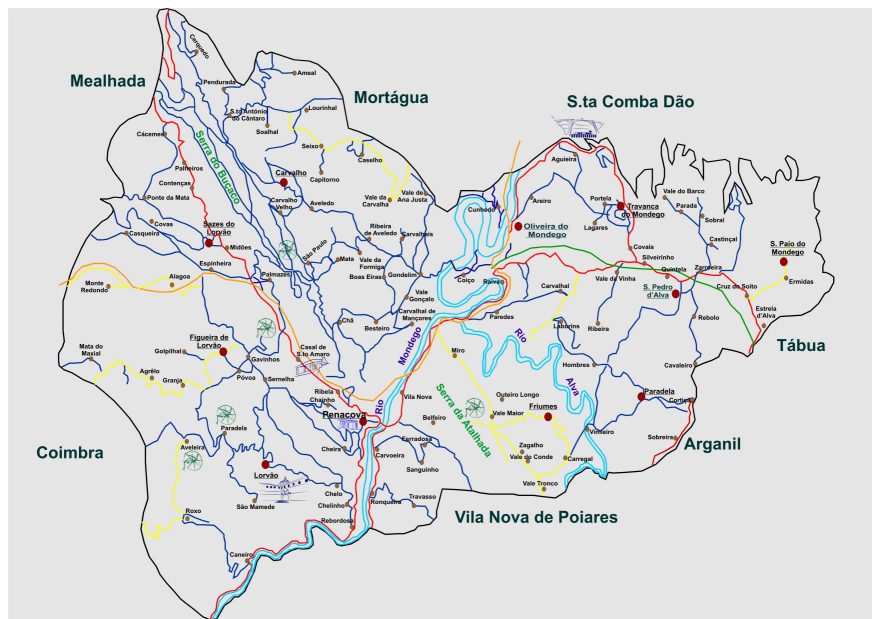 Cerquedo
Mealhada
Pendurada
Ameal
Mortágua
S.ta Comba Dão
S.to António
do Cântaro
Lourinhal
Soalhal
Cácemes
Serra do Buçaco
Seixo
Caselho
Aguieira
Palheiros
Carvalho
Capitorno
Contenças
Ponte da Mata
Carvalho
Velho
Aveledo
Vale da
Carvalha
Vale de
Ana Justa
Cunhedo
Arsiro
Portela
Travanca
do Mondego
Vale do Barco
Parada
Sobral
Covas
Casqueira
Sazes do
Lorvão
Midões
Ribeira
de Aveledo
Carvalhais
Oliveira do
Mondego
Lagares
Castinçal
S. Paio do
Mondego
São Paulo
Mata
Vale da
Formiga
Covais
Silveirinho
Espinheira
Palmazes
Boas Eiras
Gondelim
Coiço
Raiva
Vale da Vinha
Quintela
Zarroeira
Ermidas
Monte
Redondo
Alagoa
Vale
Gonçalo
Carvalhal
S. Pedro
d'Alva
Cruz do Soito
Estrela
d'Alva
Chã
Besteiro
Carvalhal de
Mançores
Paredes
Laborins
Ribeira
Rebolo
Tábua
Figueira de
Lorvão
Mata do
Maxial
Golpilhal
Gavinhos
Casal de
S.to Amaro
Mondego
Rio
Miro
Rio
Alva
Hombres
Cavaleiro
Agrêlo
Granja
Póvoa
Sernelha
Ribela
Chainho
Rio
Vila Nova
Serra da Atalhada
Outeiro Longo
Vale Maior
Friumes
Paradela
Cortiça
Penacova
Belfeiro
Paradela
Coimbra
Aveleira
Cheira
Carvoeira
Ferradosa
Sanguinho
Zagalho
Vale do Conde
Vimieiro
Carregal
Sobreira
Arganil
Lorvão
Chelo
Chelinho
Rebordosa
Ronqueira
Travasso
Vale Tronco
São Mamede
Roxo
Vila Nova de Poiares
Caneiro